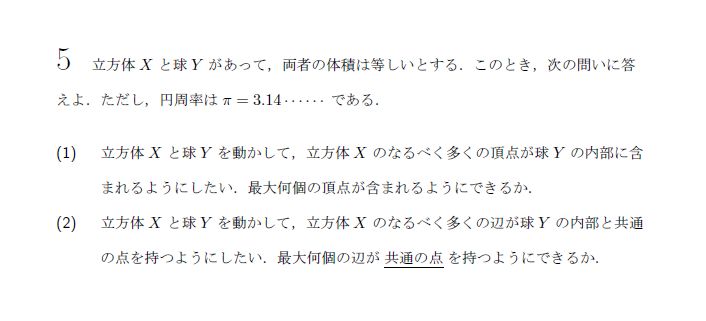 5 立方体 X と球 Y があって，両者の体積は等しいとする．このとき，次の問いに答
えよ．ただし，円周率は π = 3.14······ である．
(1) 立方体 X と球 Y を動かして，立方体 X のなるべく多くの頂点が球 Y の内部に含
まれるようにしたい．最大何個の頂点が含まれるようにできるか．
(2) 立方体 X と球 Y を動かして，立方体 X のなるべく多くの辺が球 Y の内部と共通
の点を持つようにしたい．最大何個の辺が 共通の点 を持つようにできるか．